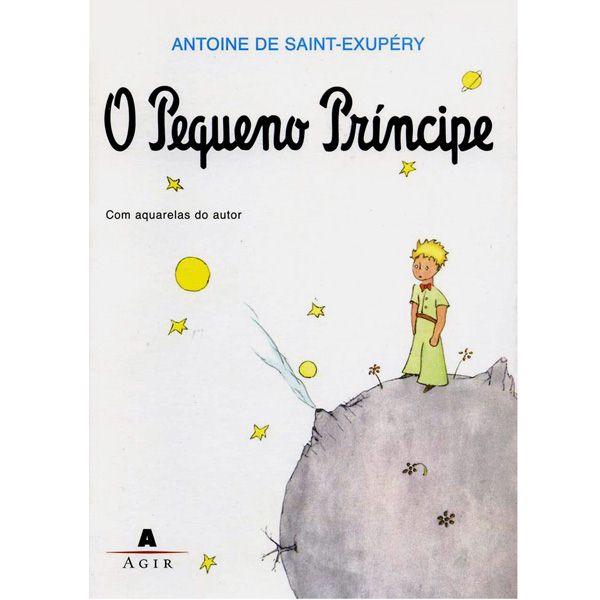 ANTOINE DE SAINT-EXUPÉRY
O Pequeno Príncipe
Com aquarelas do autor
A
AGIR